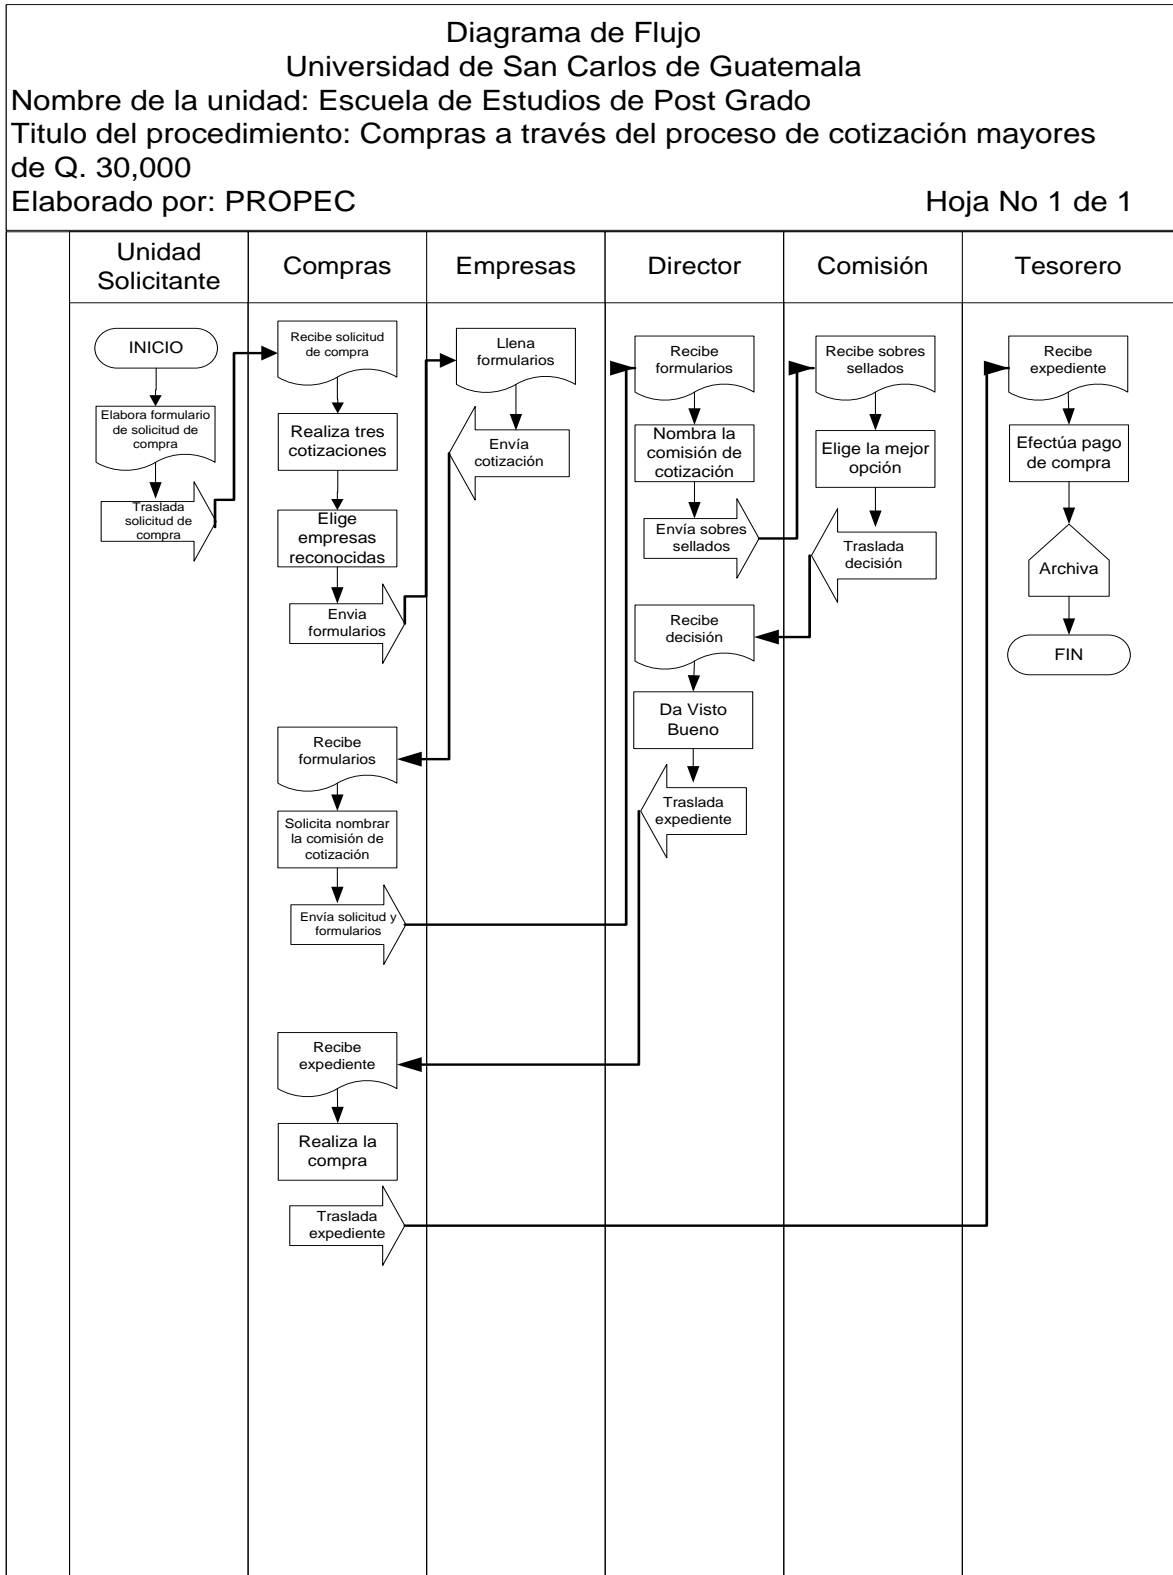 Diagrama de Flujo
Universidad de San Carlos de Guatemala
Nombre de la unidad: Escuela de Estudios de Post Grado
Titulo del procedimiento: Compras a través del proceso de cotización mayores
de Q. 30,000
Elaborado por: PROPEC
Hoja No 1 de 1
Unidad
Solicitante
Compras
Empresas
Director
Comisión
Tesorero
INICIO
Elabora formulario
de solicitud de
compra
Traslada
solicitud de
compra
Recibe solicitud
de compra
Realiza tres
cotizaciones
Elige
empresas
reconocidas
Envia
formularios
Llena
formularios
Envía
cotización
Recibe
formularios
Solicita nombrar
la comisión de
cotización
Envía solicitud y
formularios
Recibe
formularios
Nombra la
comisión de
cotización
Envía sobres
sellados
Recibe sobres
sellados
Elige la mejor
opción
Traslada
decisión
Recibe
decisión
Da Visto
Bueno
Traslada
expediente
Recibe
expediente
Realiza la
compra
Traslada
expediente
Recibe
expediente
Efectúa pago
de compra
Archiva
FIN